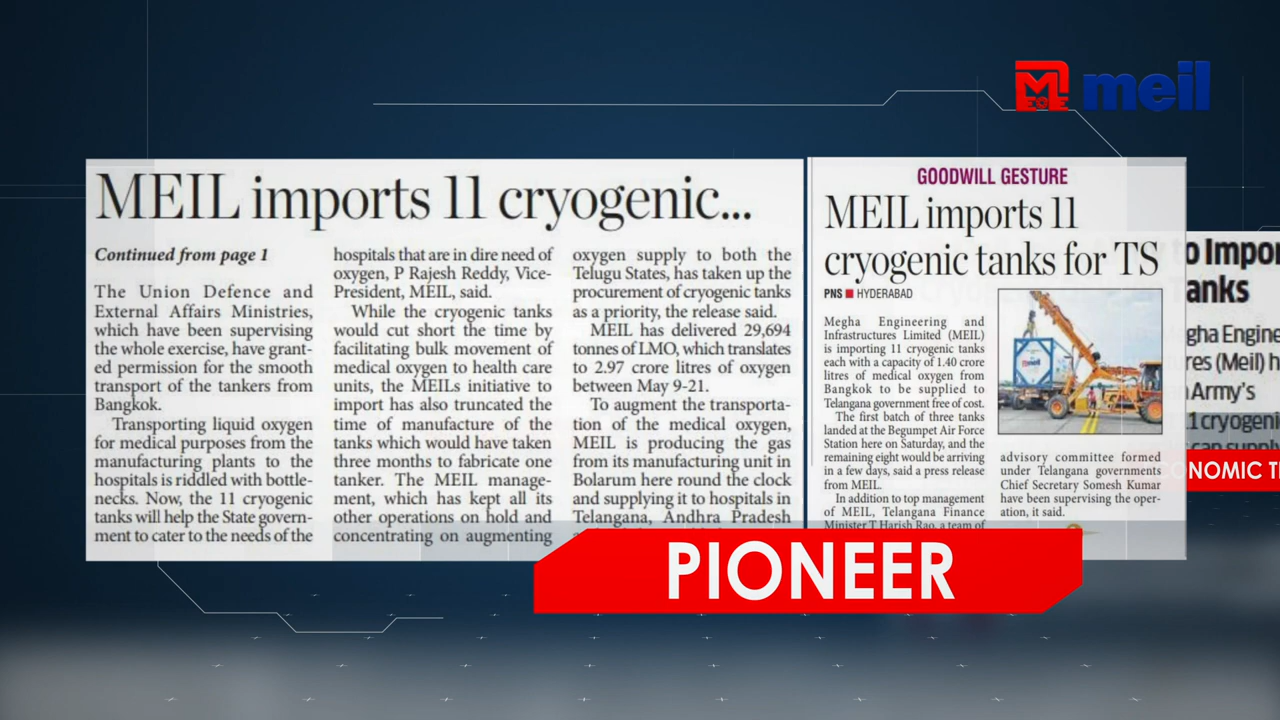 meil
MEIL imports 11 cryogenic...
Continued from page 1
The Union Defence and
External Affairs Ministries,
which have been supervising
the whole exercise, have grant-
ed permission for the smooth
transport of the tankers from
Bangkok.
Transporting liquid oxygen
for medical purposes from the
manufacturing plants to the
hospitals is riddled with bottle-
necks. Now, the 11 cryogenic
tanks will help the State govern-
ment to cater to the needs of the
hospitals that are in dire need of
oxygen, P Rajesh Reddy, Vice-
President, MEIL, said.
While the cryogenic tanks
would cut short the time by
facilitating bulk movement of
medical oxygen to health care
units, the MEILs initiative to
import has also truncated the
time of manufacture of the
tanks which would have taken
three months to fabricate one
tanker. The MEIL manage-
ment, which has kept all its
other operations on hold and
concentrating on augmenting
oxygen supply to both the
Telugu States, has taken up the
procurement of cryogenic tanks
as a priority, the release said.
MEIL has delivered 29,694
tonnes of LMO, which translates
to 2.97 crore litres of oxygen
between May 9-21.
To augment the transporta-
tion of the medical oxygen,
MEIL is producing the gas
from its manufacturing unit in
Bolarum here round the clock
and supplying it to hospitals in
Telangana, Andhra Pradesh
GOODWILL GESTURE
MEIL imports 11
cryogenic tanks for TS
PNS HYDERABAD
Megha Engineering and
Infrastructures Limited (MEIL)
is importing 11 cryogenic tanks
each with a capacity of 1.40 crore
litres of medical oxygen from
Bangkok to be supplied to
Telangana government free of cost.
The first batch of three tanks
landed at the Begumpet Air Force
Station here on Saturday, and the
remaining eight would be arriving
in a few days, said a press release
from MEIL.
In addition to top management
of MEIL, Telangana Finance
Minister T Harish Rao, a team of
advisory committee formed
under Telangana governments
Chief Secretary Somesh Kumar
have been supervising the oper-
ation, it said.
o Impor
anks
gha Engine
res (Meil) h
Army's
1 cryogeni
ONOMIC T
PIONEER